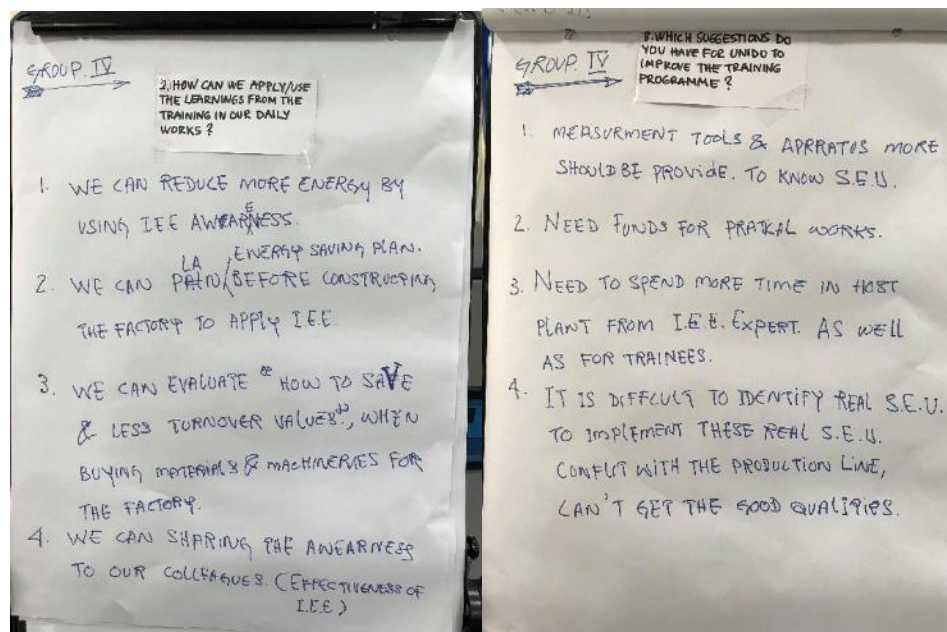 GROUP. IV
2. HOW CAN WE APPLY/USE
THE LEARNINGS FROM THE
TRAINING IN OUR DAILY
WORKS ?
1. WE CAN REDUCE MORE ENERGY BY
USING IEE AWEARENESS.
ENERGY SAVING PLAN.
2. WE CAN PLAN BEFORE CONSTRUCTING
THE FACTORY TO APPLY I.E.E.
3. WE CAN EVALUATE "HOW TO SAVE
& LESS TURNOVER VALUES", WHEN
BUYING MATERIALS & MACHINERIES FOR
THE FACTORY.
4. WE CAN SHARING THE AWEARNESS
TO OUR COLLEAGUES. (EFFECTIVENESS OF
I.E.E)
GROUP. IV
8. WHICH SUGGESTIONS DO
YOU HAVE FOR UNIDO TO
IMPROVE THE TRAINING
PROGRAMME ?
1. MEASURMENT TOOLS & APRRATUS MORE
SHOULD BE PROVIDE. TO KNOW S.E.U.
2. NEED FUNDS FOR PRATKAL WORKS.
3. NEED TO SPEND MORE TIME IN HOST
PLANT FROM I.E.E. EXPERT. AS WELL
AS FOR TRAINEES.
4. IT IS DIFFCULT TO IDENTIFY REAL S.E.U.
TO IMPLEMENT THESE REAL S.E.U.
CONFLIT WITH THE PRODUCTION LINE,
CAN'T GET THE GOOD QUALITIES.